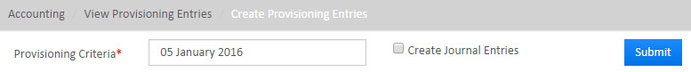 Accounting / View Provisioning Entries / Create Provisioning Entries
Provisioning Criteria* 05 January 2016 Create Journal Entries Submit